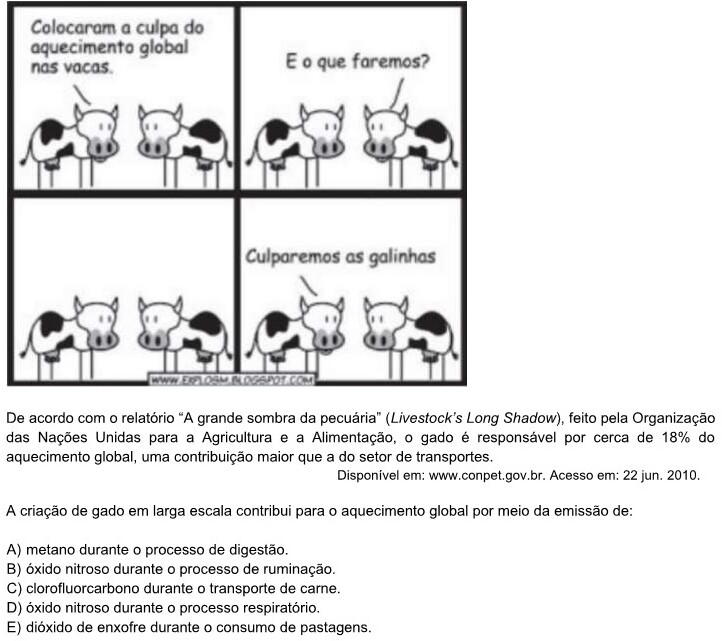 Colocaram a culpa do
aquecimento global
nas vacas.
E o que faremos?
Culparemos as galinhas
WWW.EXPLOSM.BLOGSPOT.COM
De acordo com o relatório “A grande sombra da pecuária” (Livestock’s Long Shadow), feito pela Organização
das Nações Unidas para a Agricultura e a Alimentação, o gado é responsável por cerca de 18% do
aquecimento global, uma contribuição maior que a do setor de transportes.
Disponível em: www.conpet.gov.br. Acesso em: 22 jun. 2010.
A criação de gado em larga escala contribui para o aquecimento global por meio da emissão de:
A) metano durante o processo de digestão.
B) óxido nitroso durante o processo de ruminação.
C) clorofluorcarbono durante o transporte de carne.
D) óxido nitroso durante o processo respiratório.
E) dióxido de enxofre durante o consumo de pastagens.